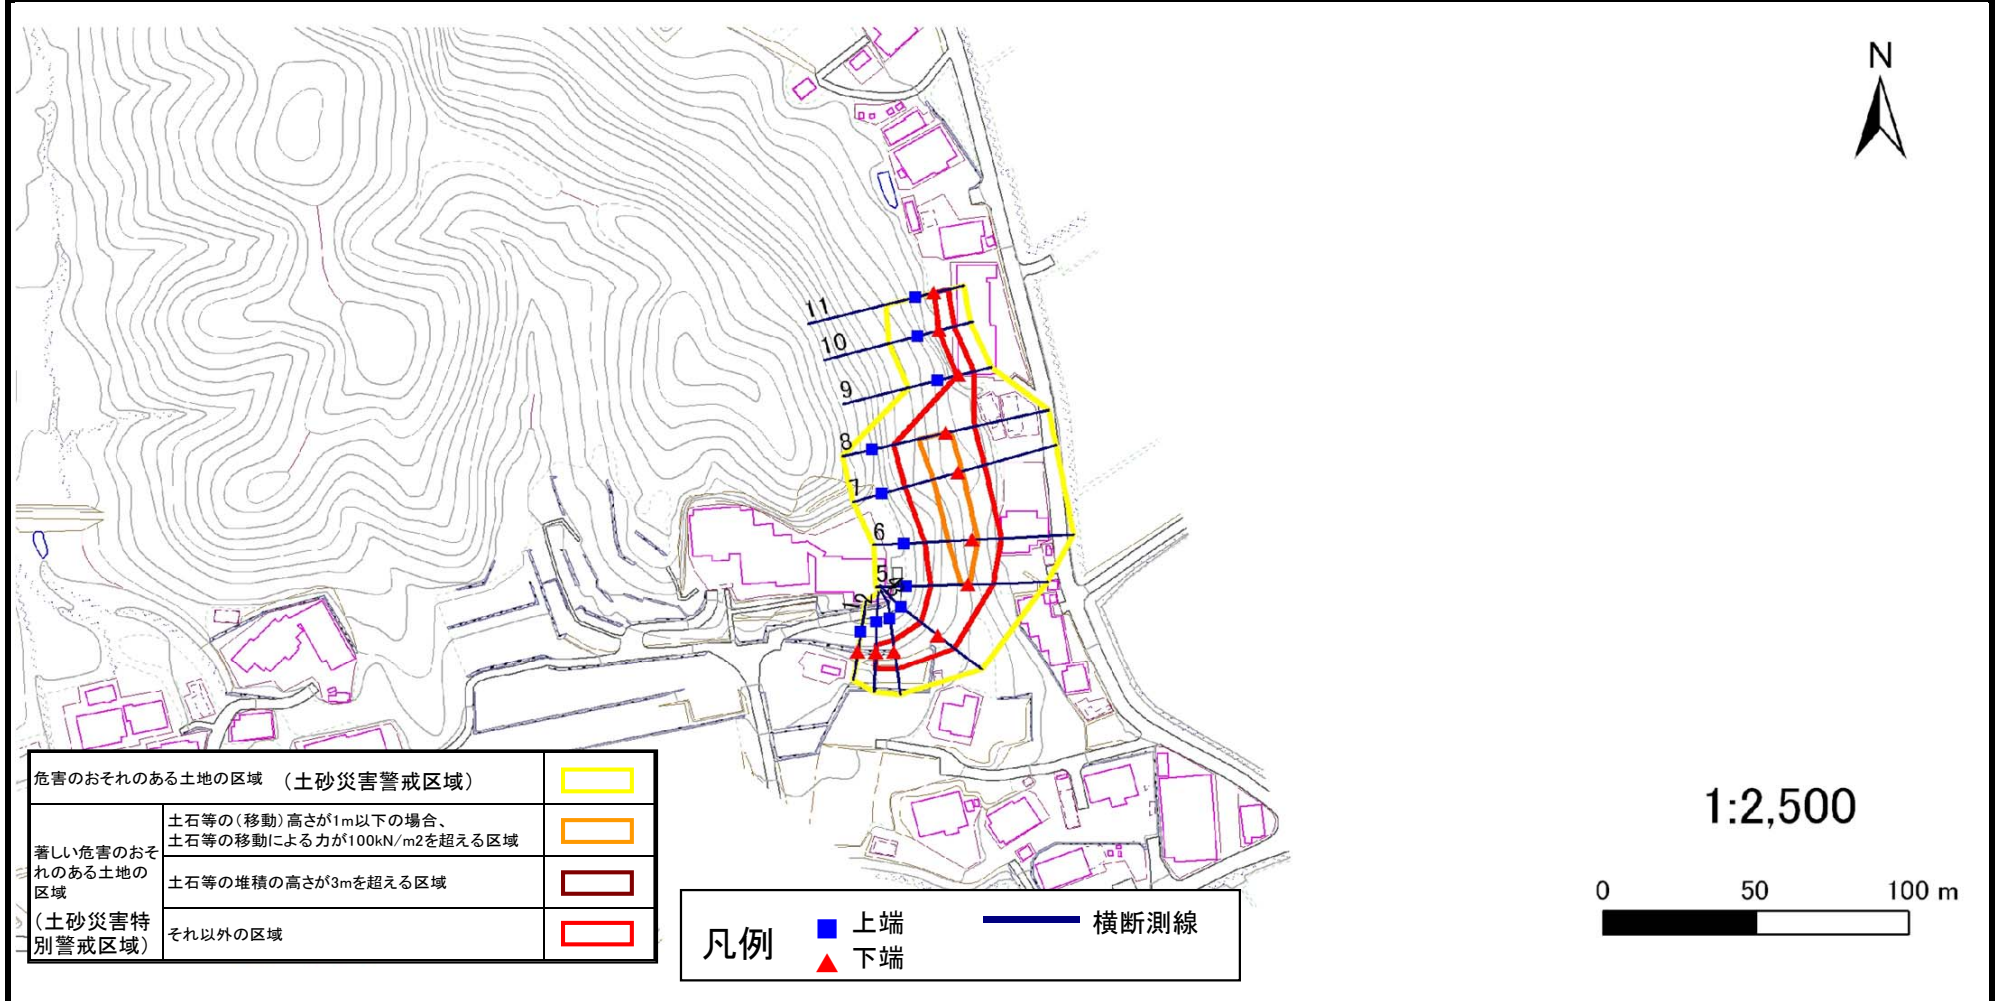 N
11
10
9
8
7
6
5
1
2
1:2,500
0 50 100 m
危害のおそれのある土地の区域 (土砂災害警戒区域)
著しい危害のおそ
れのある土地の
区域
(土砂災害特
別警戒区域)
土石等の(移動)高さが1m以下の場合、
土石等の移動による力が100kN/m2を超える区域
土石等の堆積の高さが3mを超える区域
それ以外の区域
凡例
上端
下端
横断測線